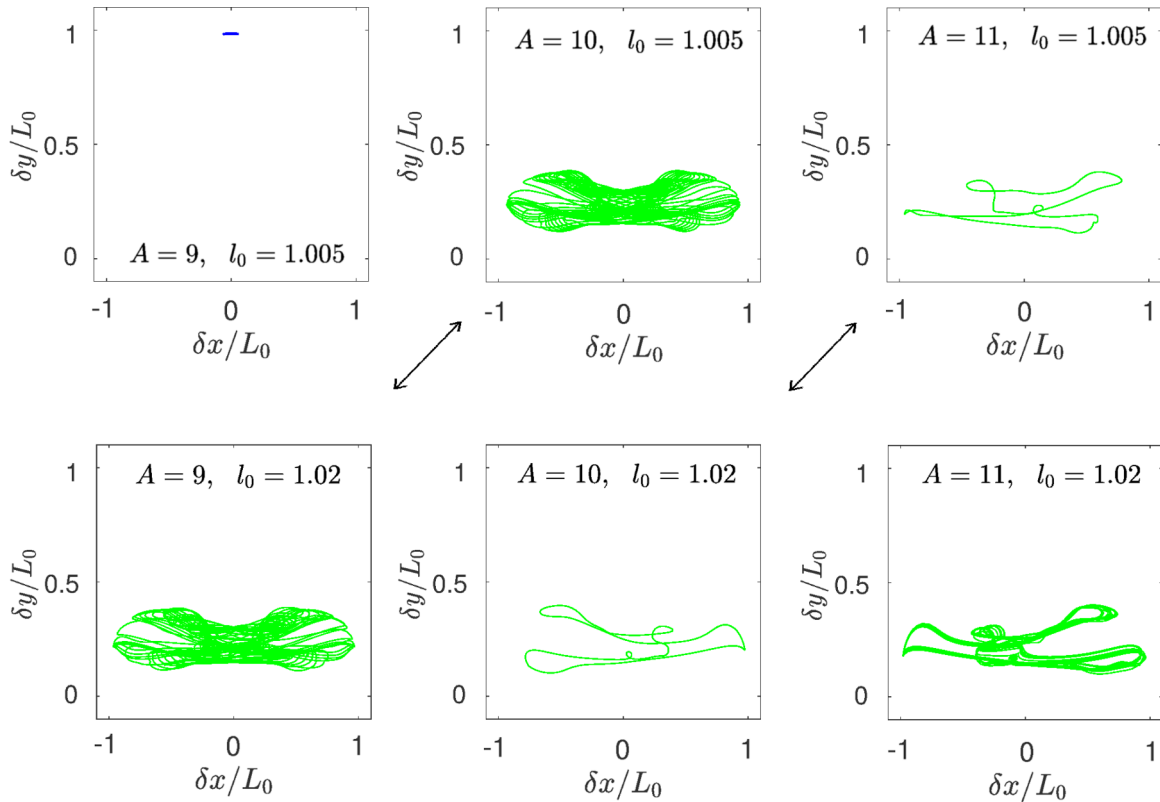 1
0.5
0
δy/L₀
A = 9, l₀ = 1.005
-1 0 1
δx/L₀
1
0.5
0
δy/L₀
A = 10, l₀ = 1.005
-1 0 1
δx/L₀
1
0.5
0
δy/L₀
A = 11, l₀ = 1.005
-1 0 1
δx/L₀
1
0.5
0
δy/L₀
A = 9, l₀ = 1.02
-1 0 1
δx/L₀
1
0.5
0
δy/L₀
A = 10, l₀ = 1.02
-1 0 1
δx/L₀
1
0.5
0
δy/L₀
A = 11, l₀ = 1.02
-1 0 1
δx/L₀